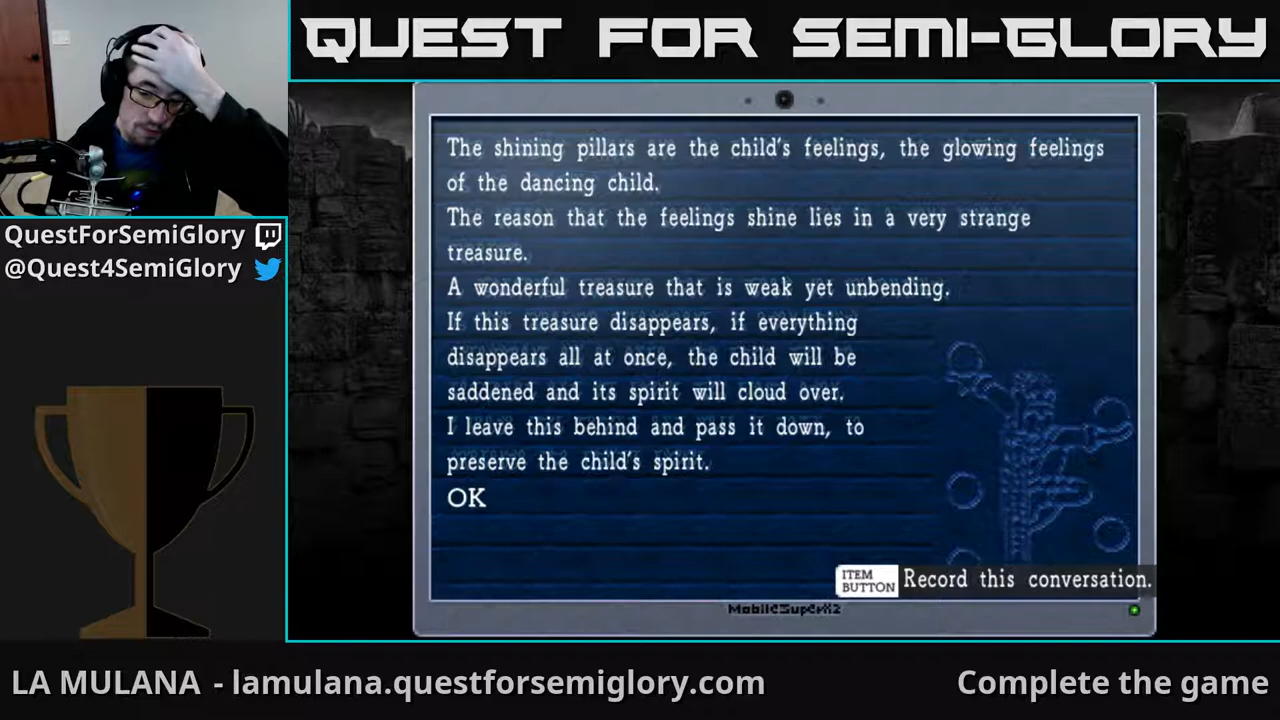 QUEST FOR SEMI-GLORY
The shining pillars are the child's feelings, the glowing feelings
of the dancing child.
The reason that the feelings shine lies in a very strange
treasure.
A wonderful treasure that is weak yet unbending.
If this treasure disappears, if everything
disappears all at once, the child will be
saddened and its spirit will cloud over.
I leave this behind and pass it down, to
preserve the child's spirit.
OK
ITEM
BUTTON
Record this conversation.
MobileSuperX2
QuestForSemiGlory
@Quest4SemiGlory
LA MULANA - lamulana.questforsemiglory.com
Complete the game